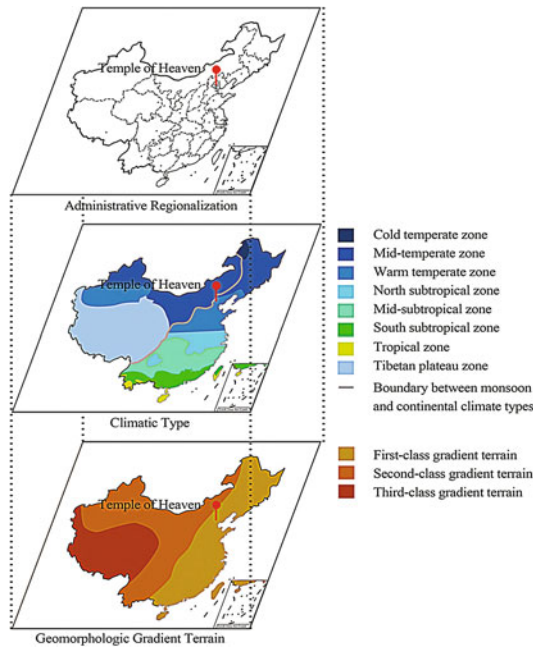 Temple of Heaven
Administrative Regionalization
Temple of Heaven
Climatic Type
Cold temperate zone
Mid-temperate zone
Warm temperate zone
North subtropical zone
Mid-subtropical zone
South subtropical zone
Tropical zone
Tibetan plateau zone
Boundary between monsoon
and continental climate types
Temple of Heaven
Geomorphologic Gradient Terrain
First-class gradient terrain
Second-class gradient terrain
Third-class gradient terrain